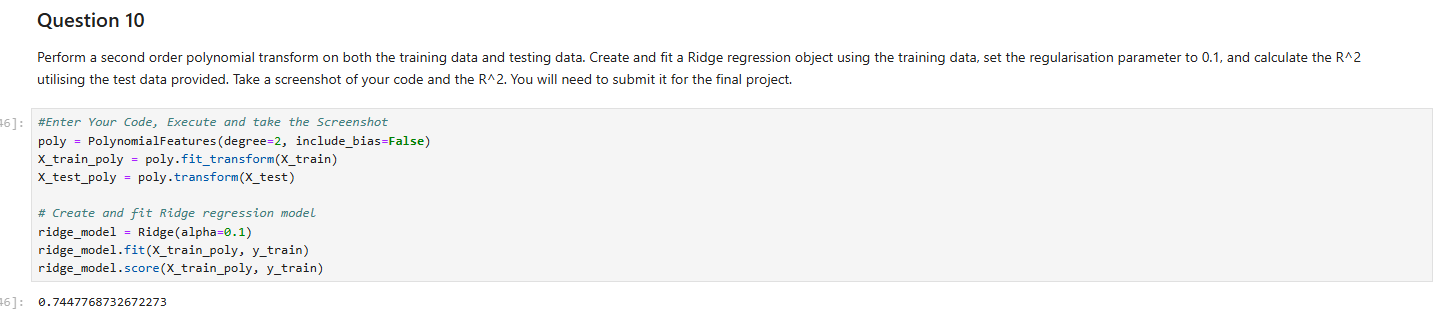 Question 10
Perform a second order polynomial transform on both the training data and testing data. Create and fit a Ridge regression object using the training data, set the regularisation parameter to 0.1, and calculate the R^2
utilising the test data provided. Take a screenshot of your code and the R^2. You will need to submit it for the final project.
46]: #Enter Your Code, Execute and take the Screenshot
poly = PolynomialFeatures(degree=2, include_bias=False)
X_train_poly = poly.fit_transform(X_train)
X_test_poly = poly.transform(X_test)
# Create and fit Ridge regression model
ridge_model = Ridge(alpha=0.1)
ridge_model.fit(X_train_poly, y_train)
ridge_model.score(X_train_poly, y_train)
46]: 0.7447768732672273